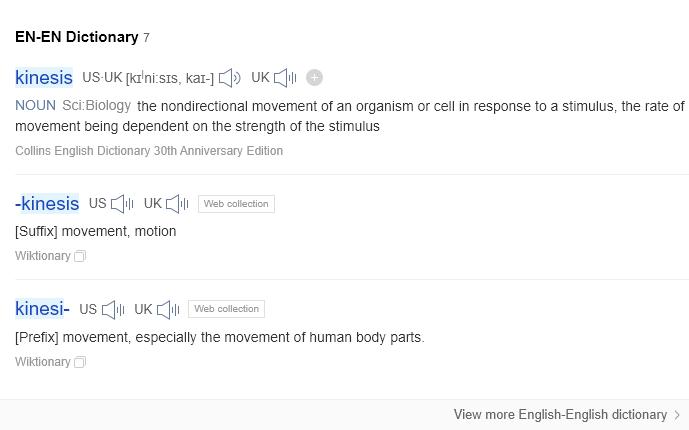 EN-EN Dictionary 7
kinesis US·UK [kɪˈniːsɪs, kaɪ-] UK
NOUN Sci:Biology the nondirectional movement of an organism or cell in response to a stimulus, the rate of
movement being dependent on the strength of the stimulus
Collins English Dictionary 30th Anniversary Edition
-kinesis US UK Web collection
[Suffix] movement, motion
Wiktionary
kinesi- US UK Web collection
[Prefix] movement, especially the movement of human body parts.
Wiktionary
View more English-English dictionary